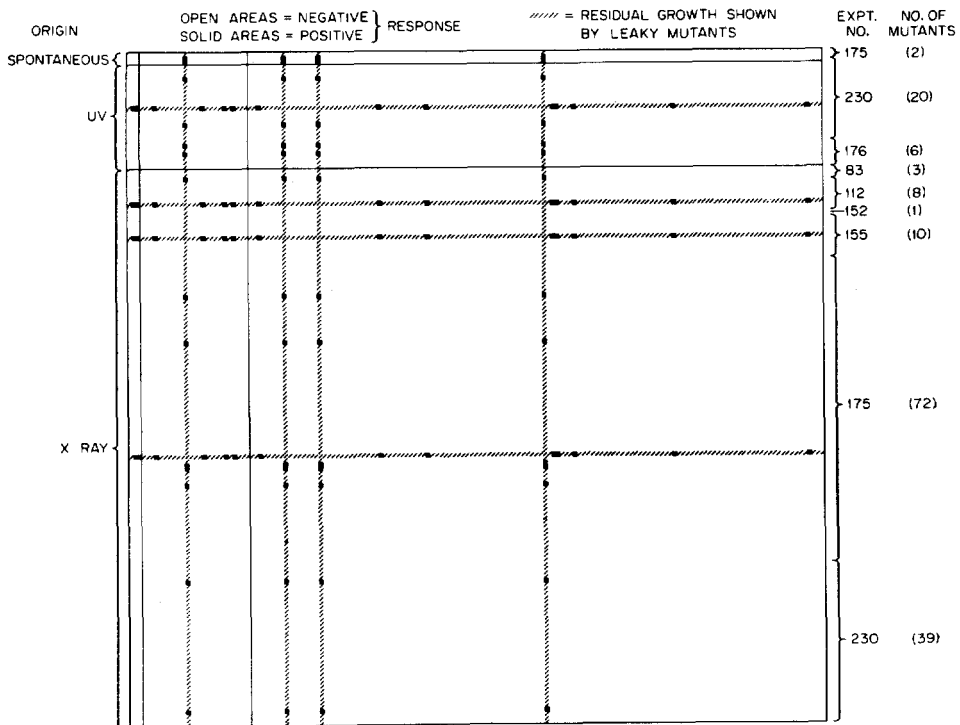 ORIGIN
OPEN AREAS = NEGATIVE
SOLID AREAS = POSITIVE
RESPONSE
= RESIDUAL GROWTH SHOWN
BY LEAKY MUTANTS
EXPT. NO. OF
NO. MUTANTS
SPONTANEOUS
175 (2)
230 (20)
UV
176 (6)
83 (3)
112 (8)
152 (1)
155 (10)
175 (72)
X RAY
230 (39)